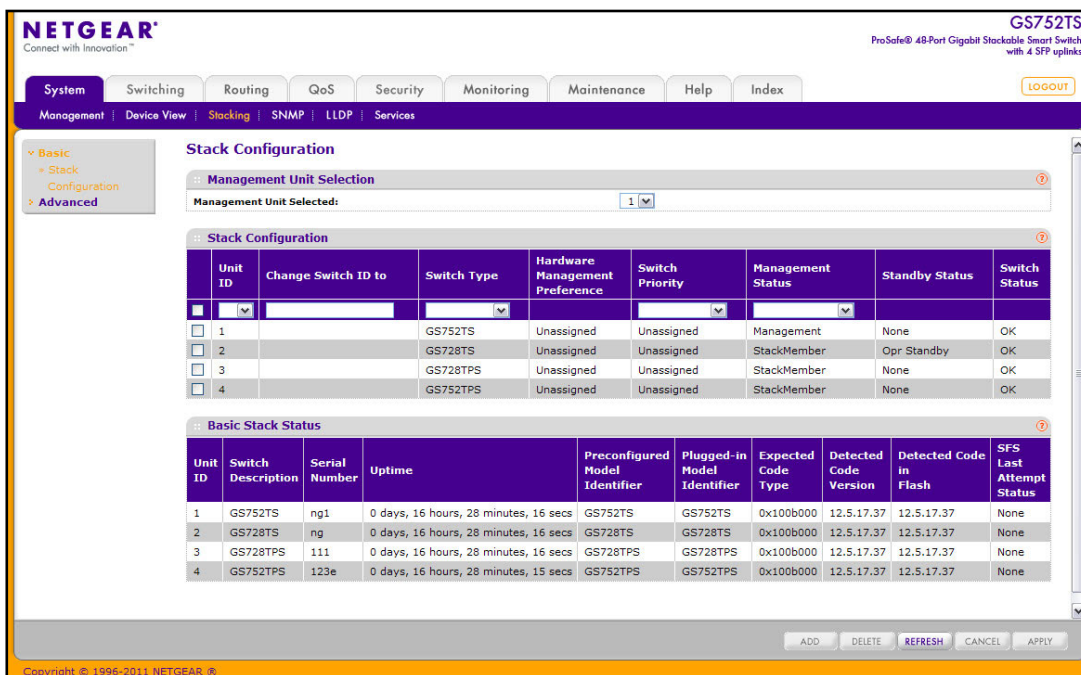 NETGEAR®
Connect with Innovation™
GS752TS
ProSafe® 48-Port Gigabit Stackable Smart Switch
with 4 SFP uplinks
System Switching Routing QoS Security Monitoring Maintenance Help Index LOGOUT
Management Device View Stacking SNMP LLDP Services
Basic
Stack
Configuration
Advanced
Stack Configuration
Management Unit Selection
Management Unit Selected: 1
Stack Configuration
Unit ID Change Switch ID to Switch Type Hardware Management Preference Switch Priority Management Status Standby Status Switch Status
1 GS752TS Unassigned Unassigned Management None OK
2 GS728TS Unassigned Unassigned StackMember Opr Standby OK
3 GS728TPS Unassigned Unassigned StackMember None OK
4 GS752TPS Unassigned Unassigned StackMember None OK
Basic Stack Status
Unit ID Switch Description Serial Number Uptime Preconfigured Model Identifier Plugged-in Model Identifier Expected Code Type Detected Code Version Detected Code in Flash SFS Last Attempt Status
1 GS752TS ng1 0 days, 16 hours, 28 minutes, 16 secs GS752TS GS752TS 0x100b000 12.5.17.37 12.5.17.37 None
2 GS728TS ng 0 days, 16 hours, 28 minutes, 16 secs GS728TS GS728TS 0x100b000 12.5.17.37 12.5.17.37 None
3 GS728TPS 111 0 days, 16 hours, 28 minutes, 16 secs GS728TPS GS728TPS 0x100b000 12.5.17.37 12.5.17.37 None
4 GS752TPS 123e 0 days, 16 hours, 28 minutes, 15 secs GS752TPS GS752TPS 0x100b000 12.5.17.37 12.5.17.37 None
ADD DELETE REFRESH CANCEL APPLY
Copyright © 1996-2011 NETGEAR ®